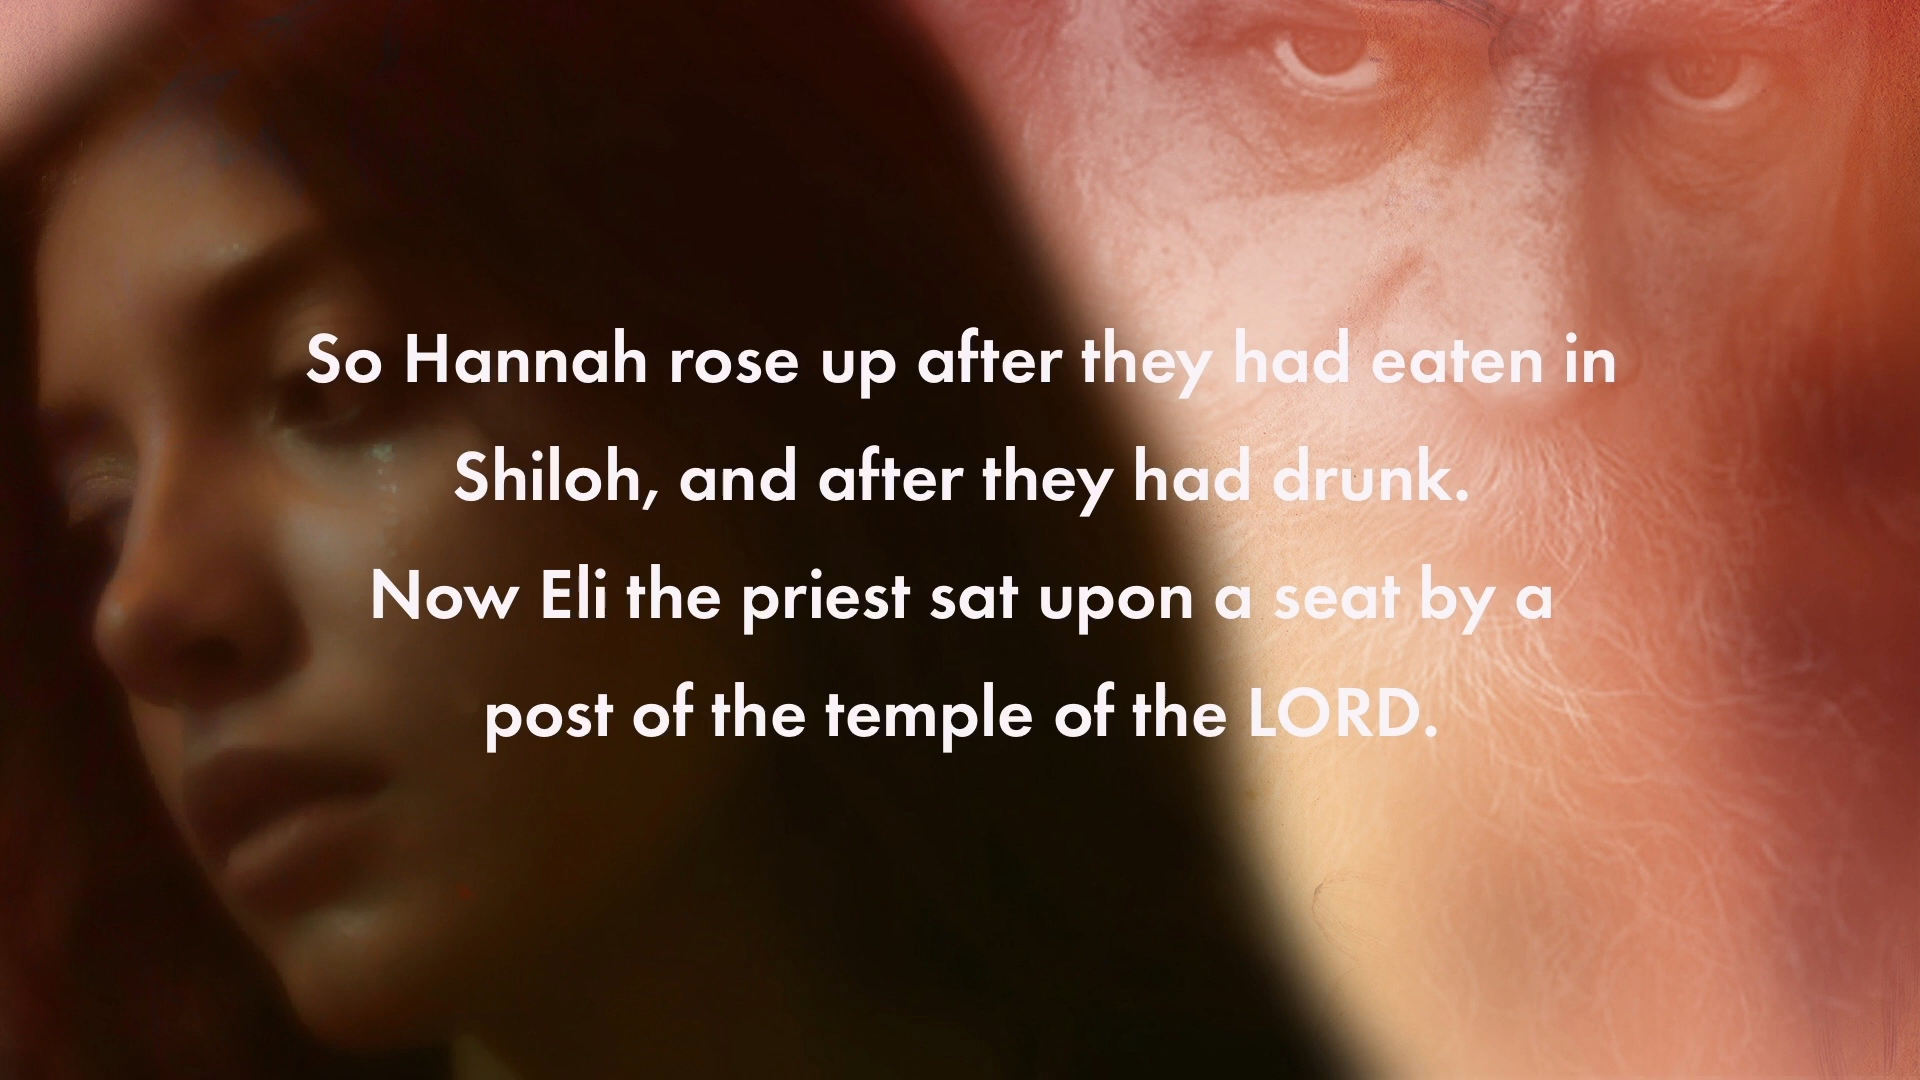 So Hannah rose up after they had eaten in
Shiloh, and after they had drunk.
Now Eli the priest sat upon a seat by a
post of the temple of the LORD.